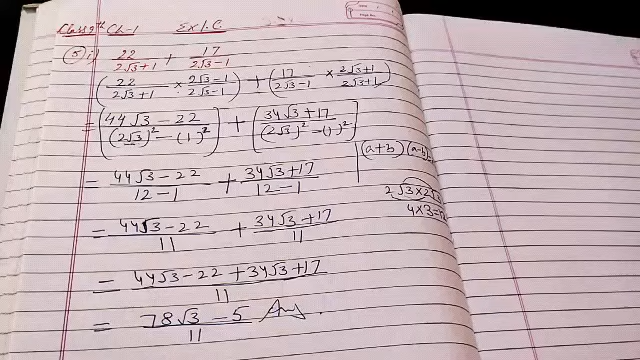 Class 9th Ch-1 Ex 1.C
(5) i) 22/(2√3+1) + 17/(2√3-1)
(22/(2√3+1) × (2√3-1)/(2√3-1)) + (17/(2√3-1) × (2√3+1)/(2√3+1))
= [(44√3-22)/((2√3)²-(1)²)] + [(34√3+17)/((2√3)²-(1)²)]
(a+b)(a-b)
= (44√3-22)/(12-1) + (34√3+17)/(12-1)
2√3×2√3
4×3=12
= (44√3-22)/11 + (34√3+17)/11
= (44√3-22+34√3+17)/11
= (78√3-5)/11 Ans.